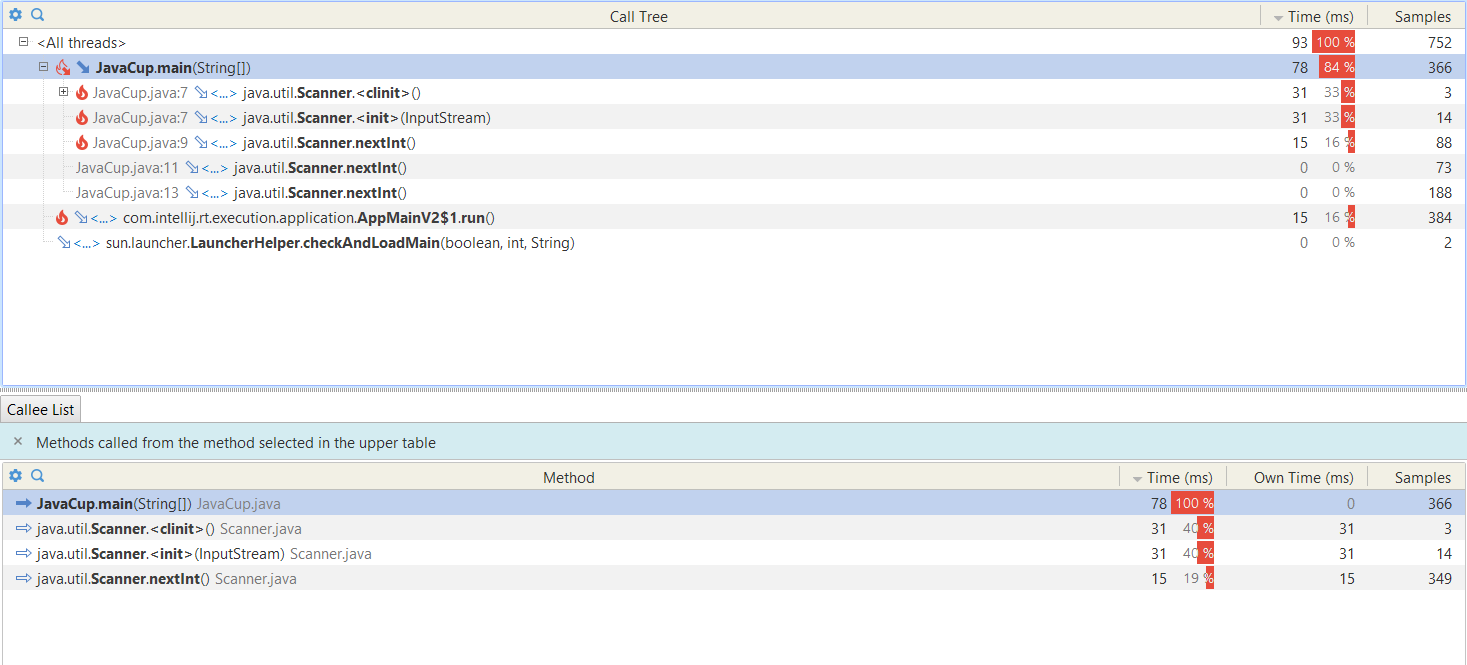 Call Tree Time (ms) Samples
<All threads> 93 100 % 752
JavaCup.main(String[]) 78 84 % 366
JavaCup.java:7 <...> java.util.Scanner.<clinit>() 31 33 % 3
JavaCup.java:7 <...> java.util.Scanner.<init>(InputStream) 31 33 % 14
JavaCup.java:9 <...> java.util.Scanner.nextInt() 15 16 % 88
JavaCup.java:11 <...> java.util.Scanner.nextInt() 0 0 % 73
JavaCup.java:13 <...> java.util.Scanner.nextInt() 0 0 % 188
<...> com.intellij.rt.execution.application.AppMainV2$1.run() 15 16 % 384
<...> sun.launcher.LauncherHelper.checkAndLoadMain(boolean, int, String) 0 0 % 2
Callee List
× Methods called from the method selected in the upper table
Method Time (ms) Own Time (ms) Samples
JavaCup.main(String[]) JavaCup.java 78 100 % 0 366
java.util.Scanner.<clinit>() Scanner.java 31 40 % 31 3
java.util.Scanner.<init>(InputStream) Scanner.java 31 40 % 31 14
java.util.Scanner.nextInt() Scanner.java 15 19 % 15 349